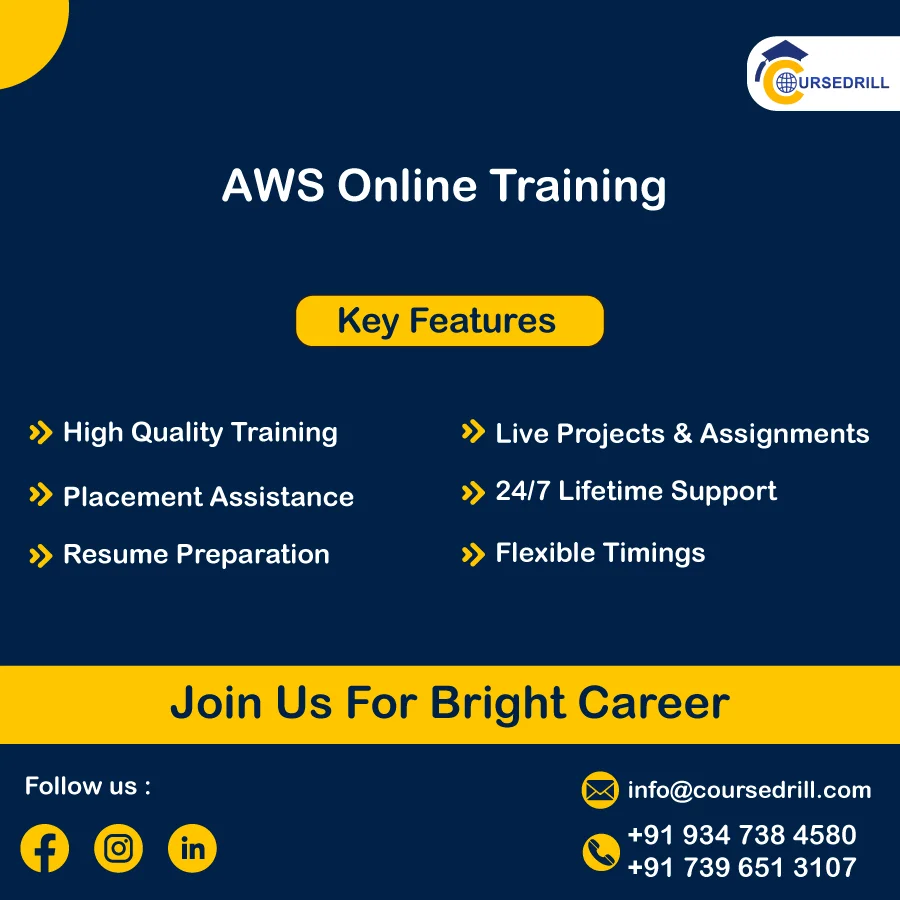 COURSEDRILL
AWS Online Training
Key Features
High Quality Training
Placement Assistance
Resume Preparation
Live Projects & Assignments
24/7 Lifetime Support
Flexible Timings
Join Us For Bright Career
Follow us :
info@coursedrill.com
+91 934 738 4580
+91 739 651 3107